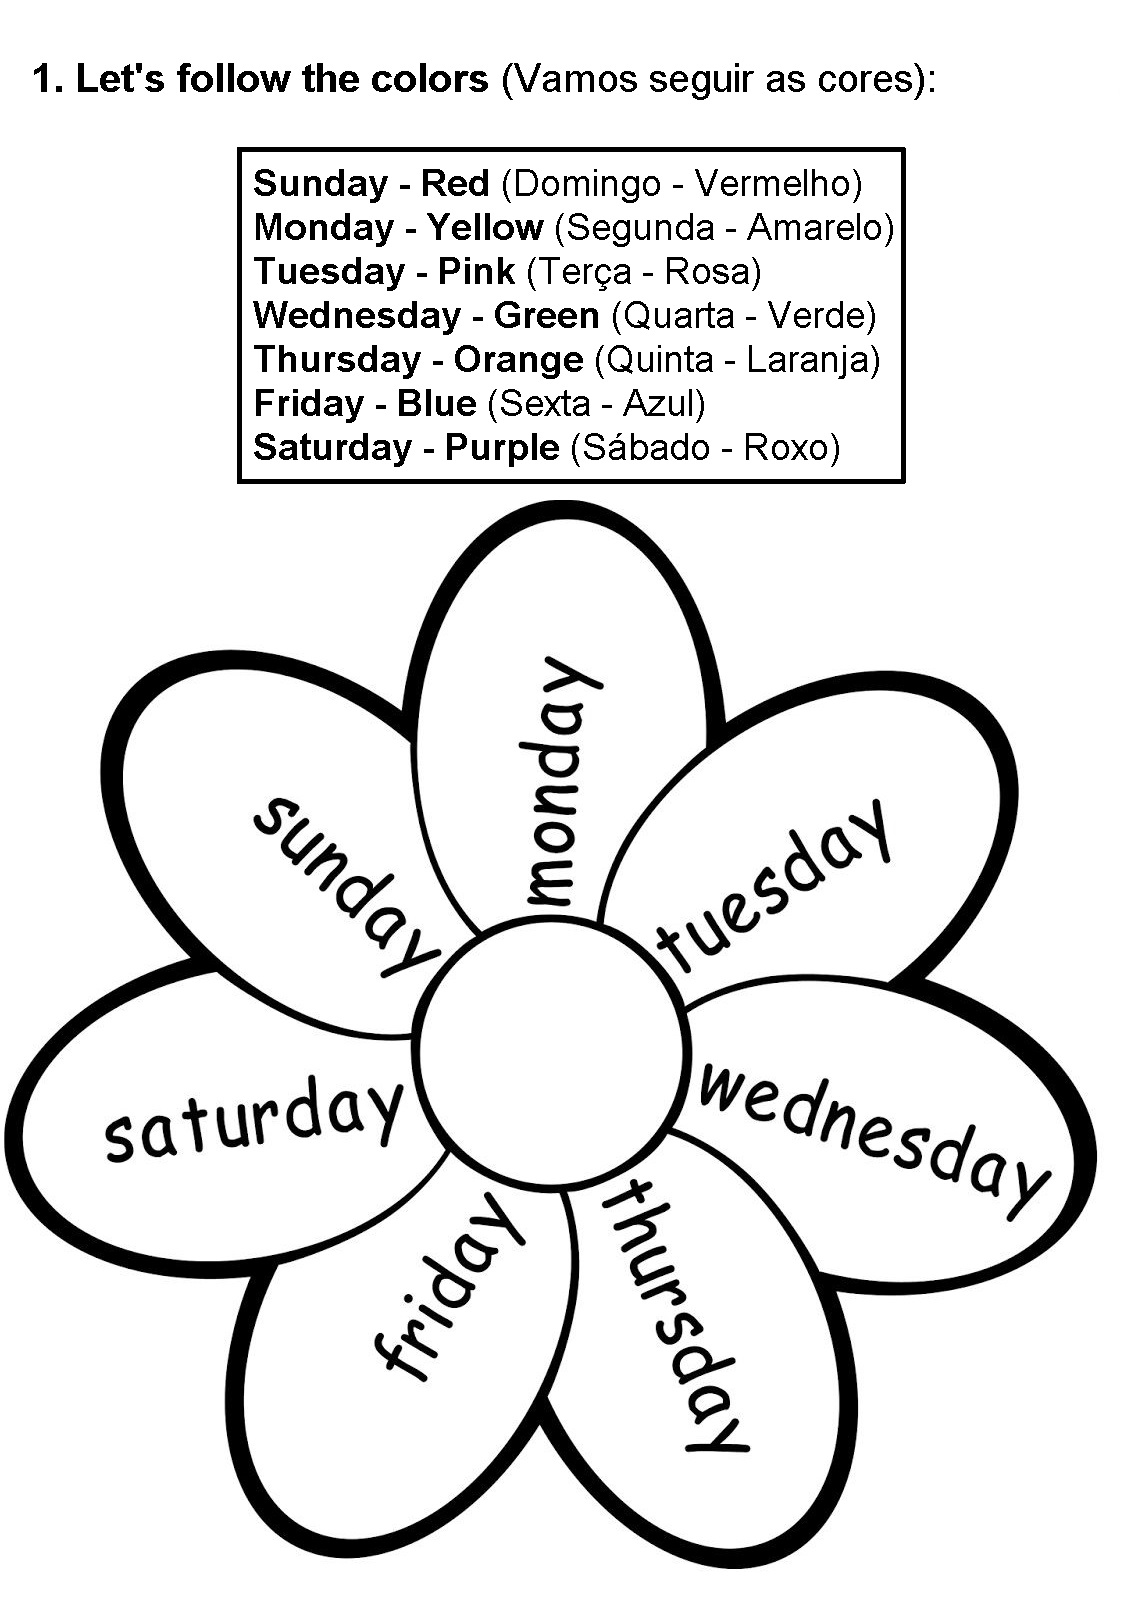 1. Let's follow the colors (Vamos seguir as cores):
Sunday - Red (Domingo - Vermelho)
Monday - Yellow (Segunda - Amarelo)
Tuesday - Pink (Terça - Rosa)
Wednesday - Green (Quarta - Verde)
Thursday - Orange (Quinta - Laranja)
Friday - Blue (Sexta - Azul)
Saturday - Purple (Sábado - Roxo)
monday
tuesday
wednesday
thursday
friday
saturday
sunday